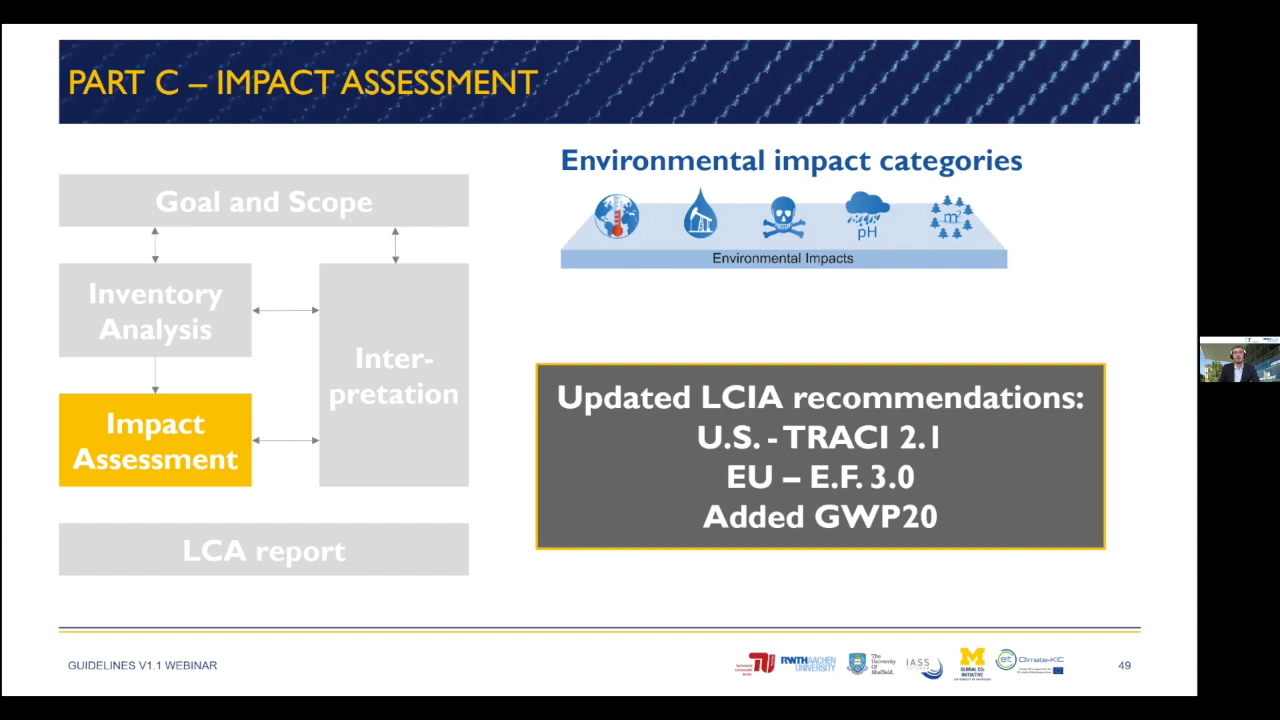 PART C – IMPACT ASSESSMENT
Goal and Scope
Inventory
Analysis
Impact
Assessment
Inter-
pretation
LCA report
Environmental impact categories
pH
m²
Environmental Impacts
Updated LCIA recommendations:
U.S. - TRACI 2.1
EU – E.F. 3.0
Added GWP20
GUIDELINES V1.1 WEBINAR
RWTHAACHEN
UNIVERSITY
The
University
Of
Sheffield.
IASS
M
GLOBAL CO₂
INITIATIVE
Climate-KIC
49